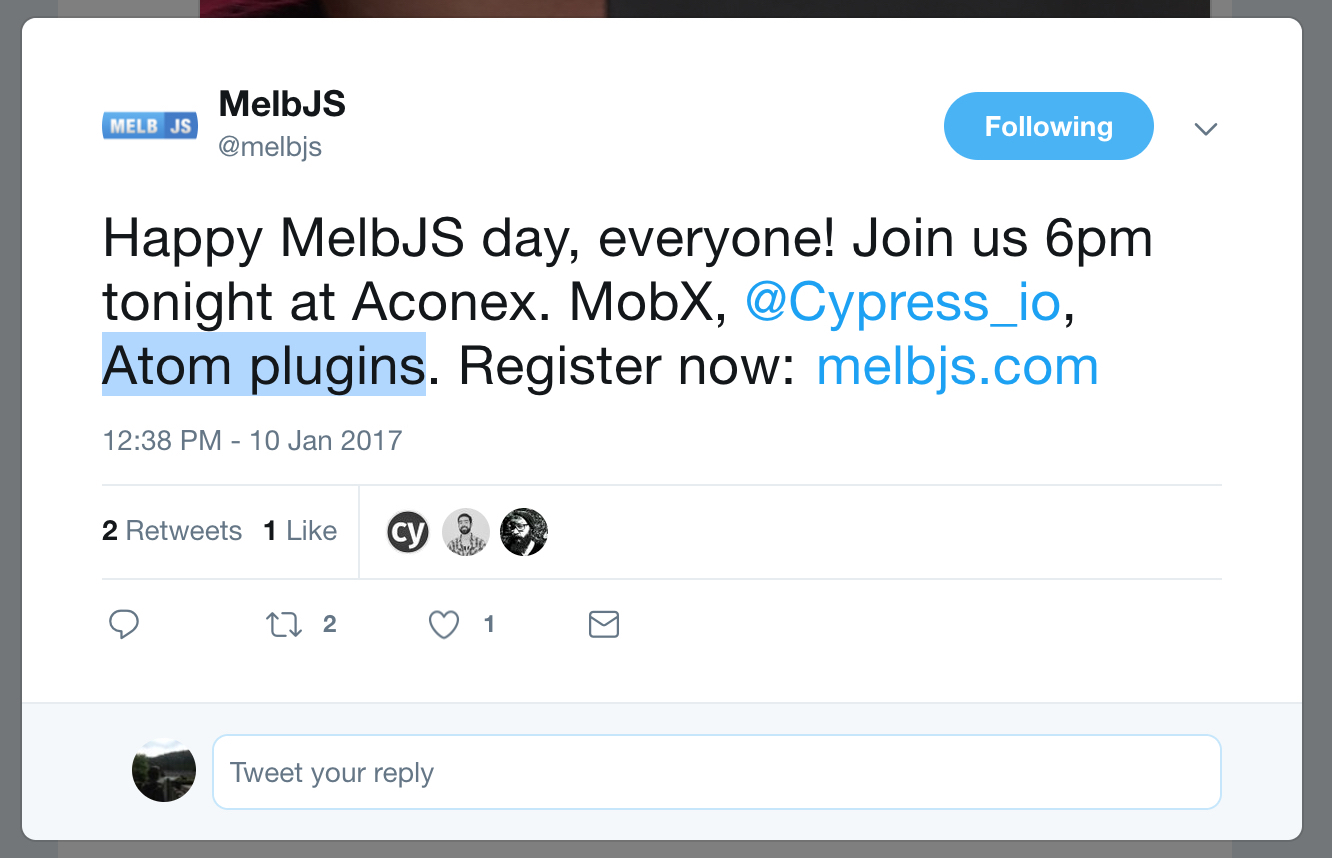 MELB JS
MelbJS
@melbjs
Following
Happy MelbJS day, everyone! Join us 6pm
tonight at Aconex. MobX, @Cypress_io,
Atom plugins. Register now: melbjs.com
12:38 PM - 10 Jan 2017
2 Retweets 1 Like
cy
2 1
Tweet your reply